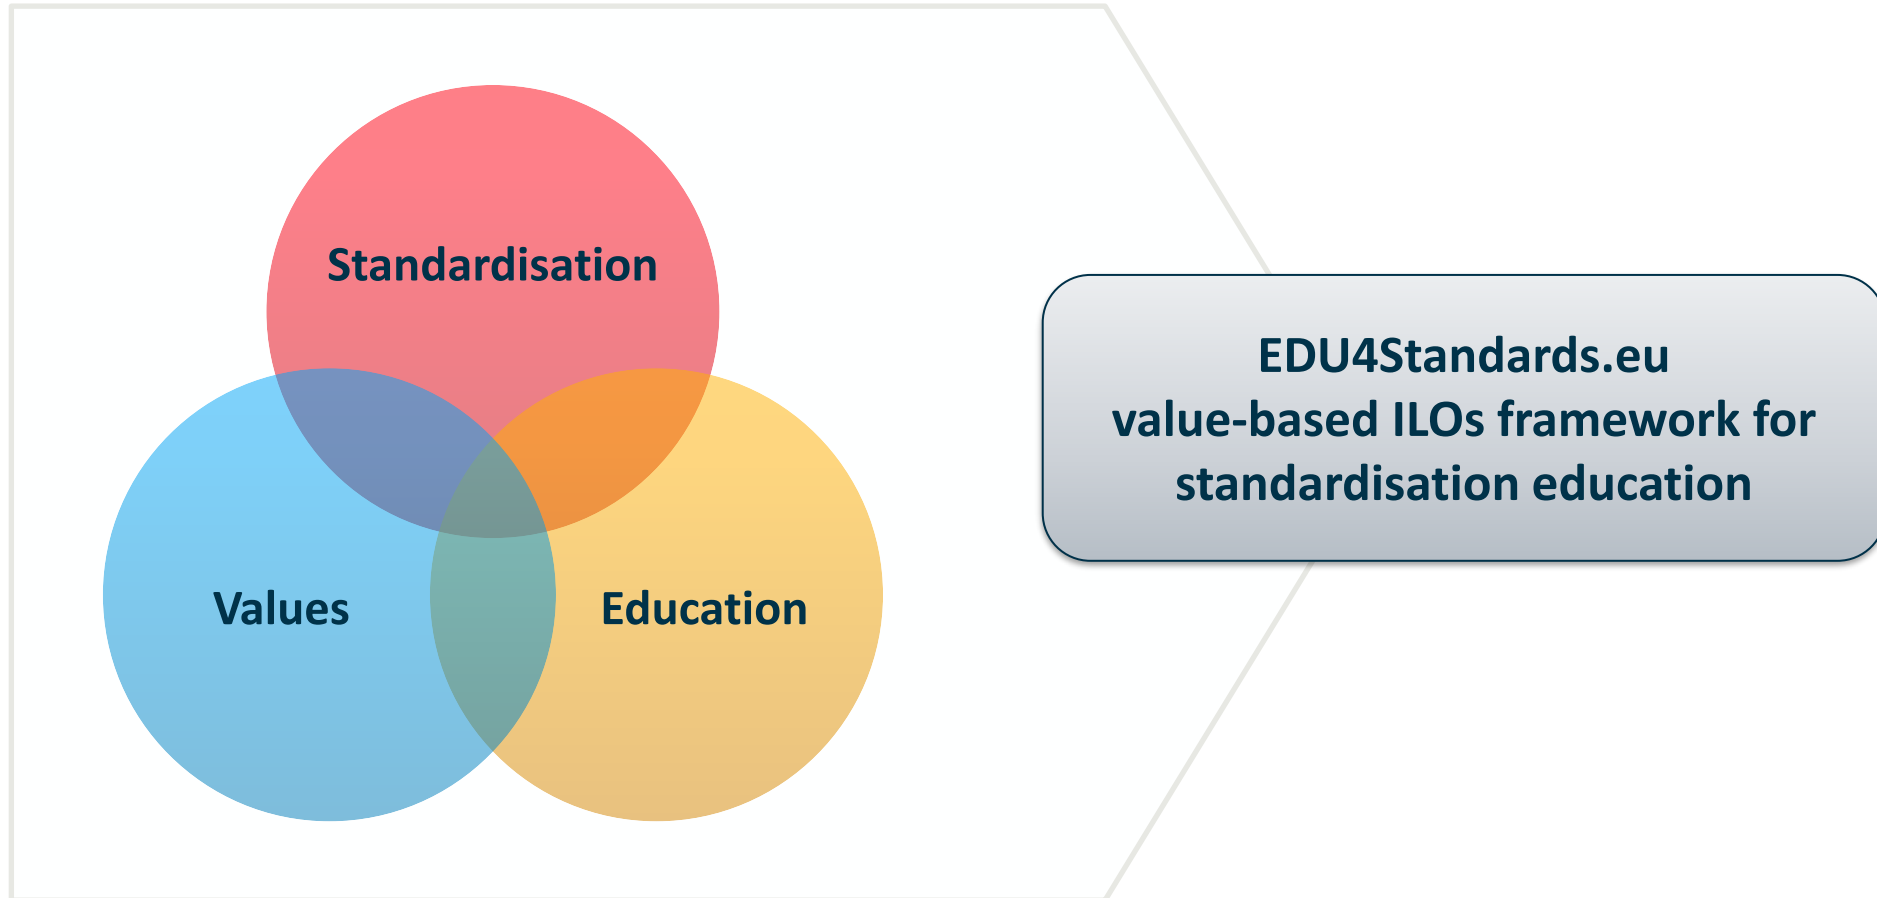 Standardisation
Values
Education
EDU4Standards.eu
value-based ILOs framework for
standardisation education